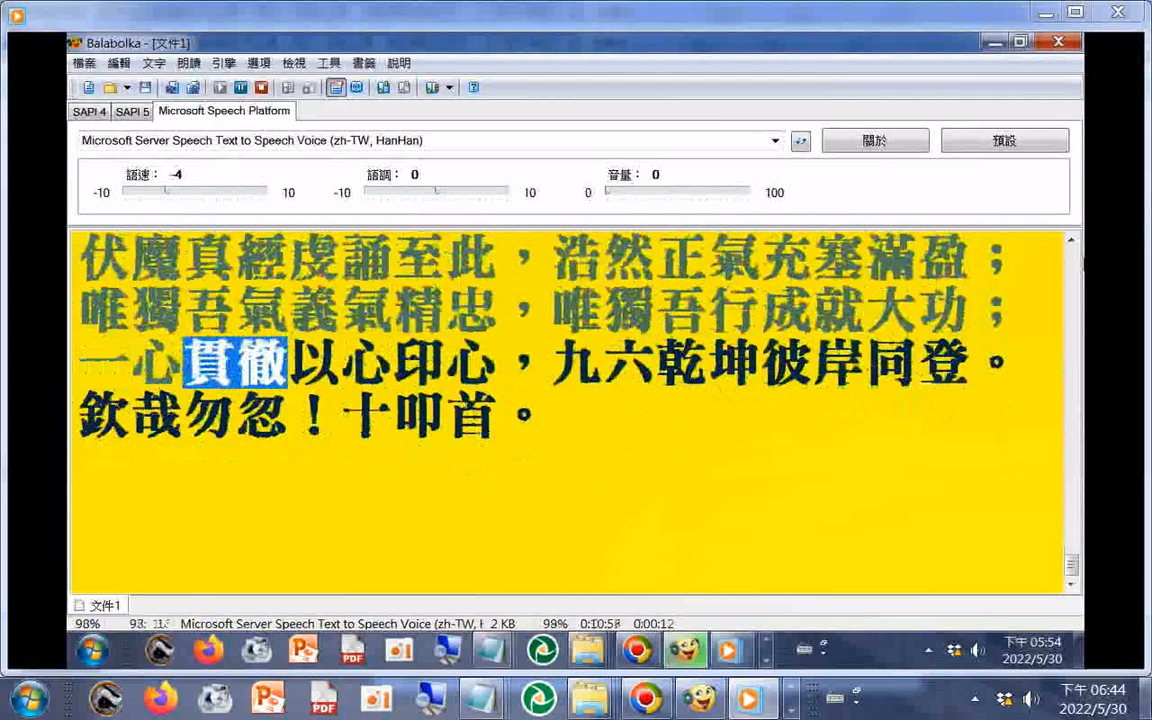 Balabolka - [文件1]
檔案 編輯 文字 朗讀 引擎 選項 檢視 工具 書籤 說明
SAPI 4 SAPI 5 Microsoft Speech Platform
Microsoft Server Speech Text to Speech Voice (zh-TW, HanHan) 關於 預設
語速： -4 語調： 0 音量： 0
-10 10 -10 10 0 100
伏魔真經虔誦至此，浩然正氣充塞滿盈；
唯獨吾氣義氣精忠，唯獨吾行成就大功；
一心貫徹以心印心，九六乾坤彼岸同登。
欽哉勿忽！十叩首。
文件1
98% Microsoft Server Speech Text to Speech Voice (zh-TW, H 2 KB 98% 0:10:58 0:00:12
PDF
下午 05:54
2022/5/30
PDF
下午 06:44
2022/5/30